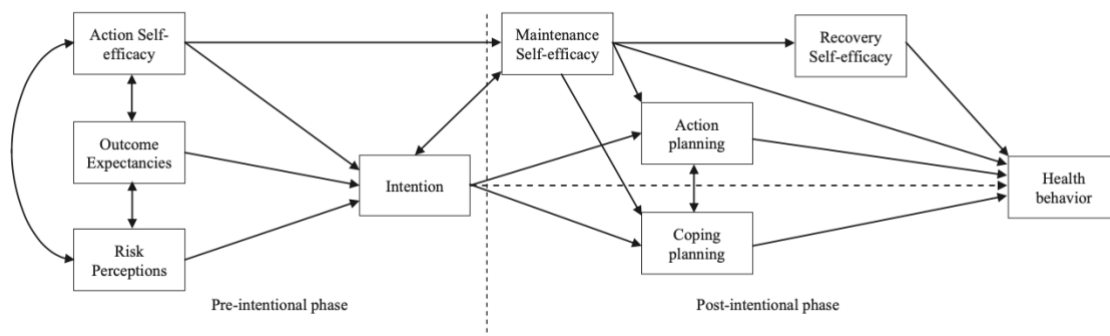 Action Self-
efficacy
Maintenance
Self-efficacy
Recovery
Self-efficacy
Outcome
Expectancies
Action
planning
Intention
Health
behavior
Risk
Perceptions
Coping
planning
Pre-intentional phase
Post-intentional phase